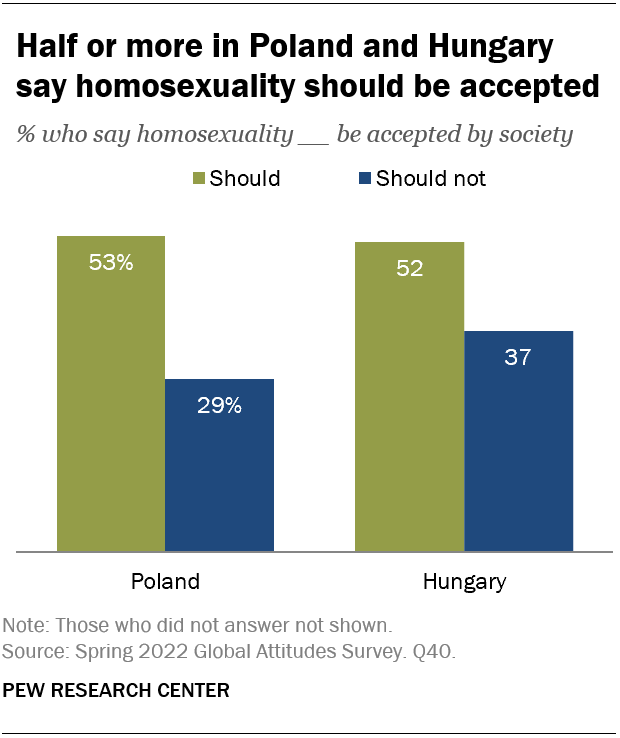 Half or more in Poland and Hungary
say homosexuality should be accepted
% who say homosexuality __ be accepted by society
Should Should not
53% 52
29% 37
Poland Hungary
Note: Those who did not answer not shown.
Source: Spring 2022 Global Attitudes Survey. Q40.
PEW RESEARCH CENTER